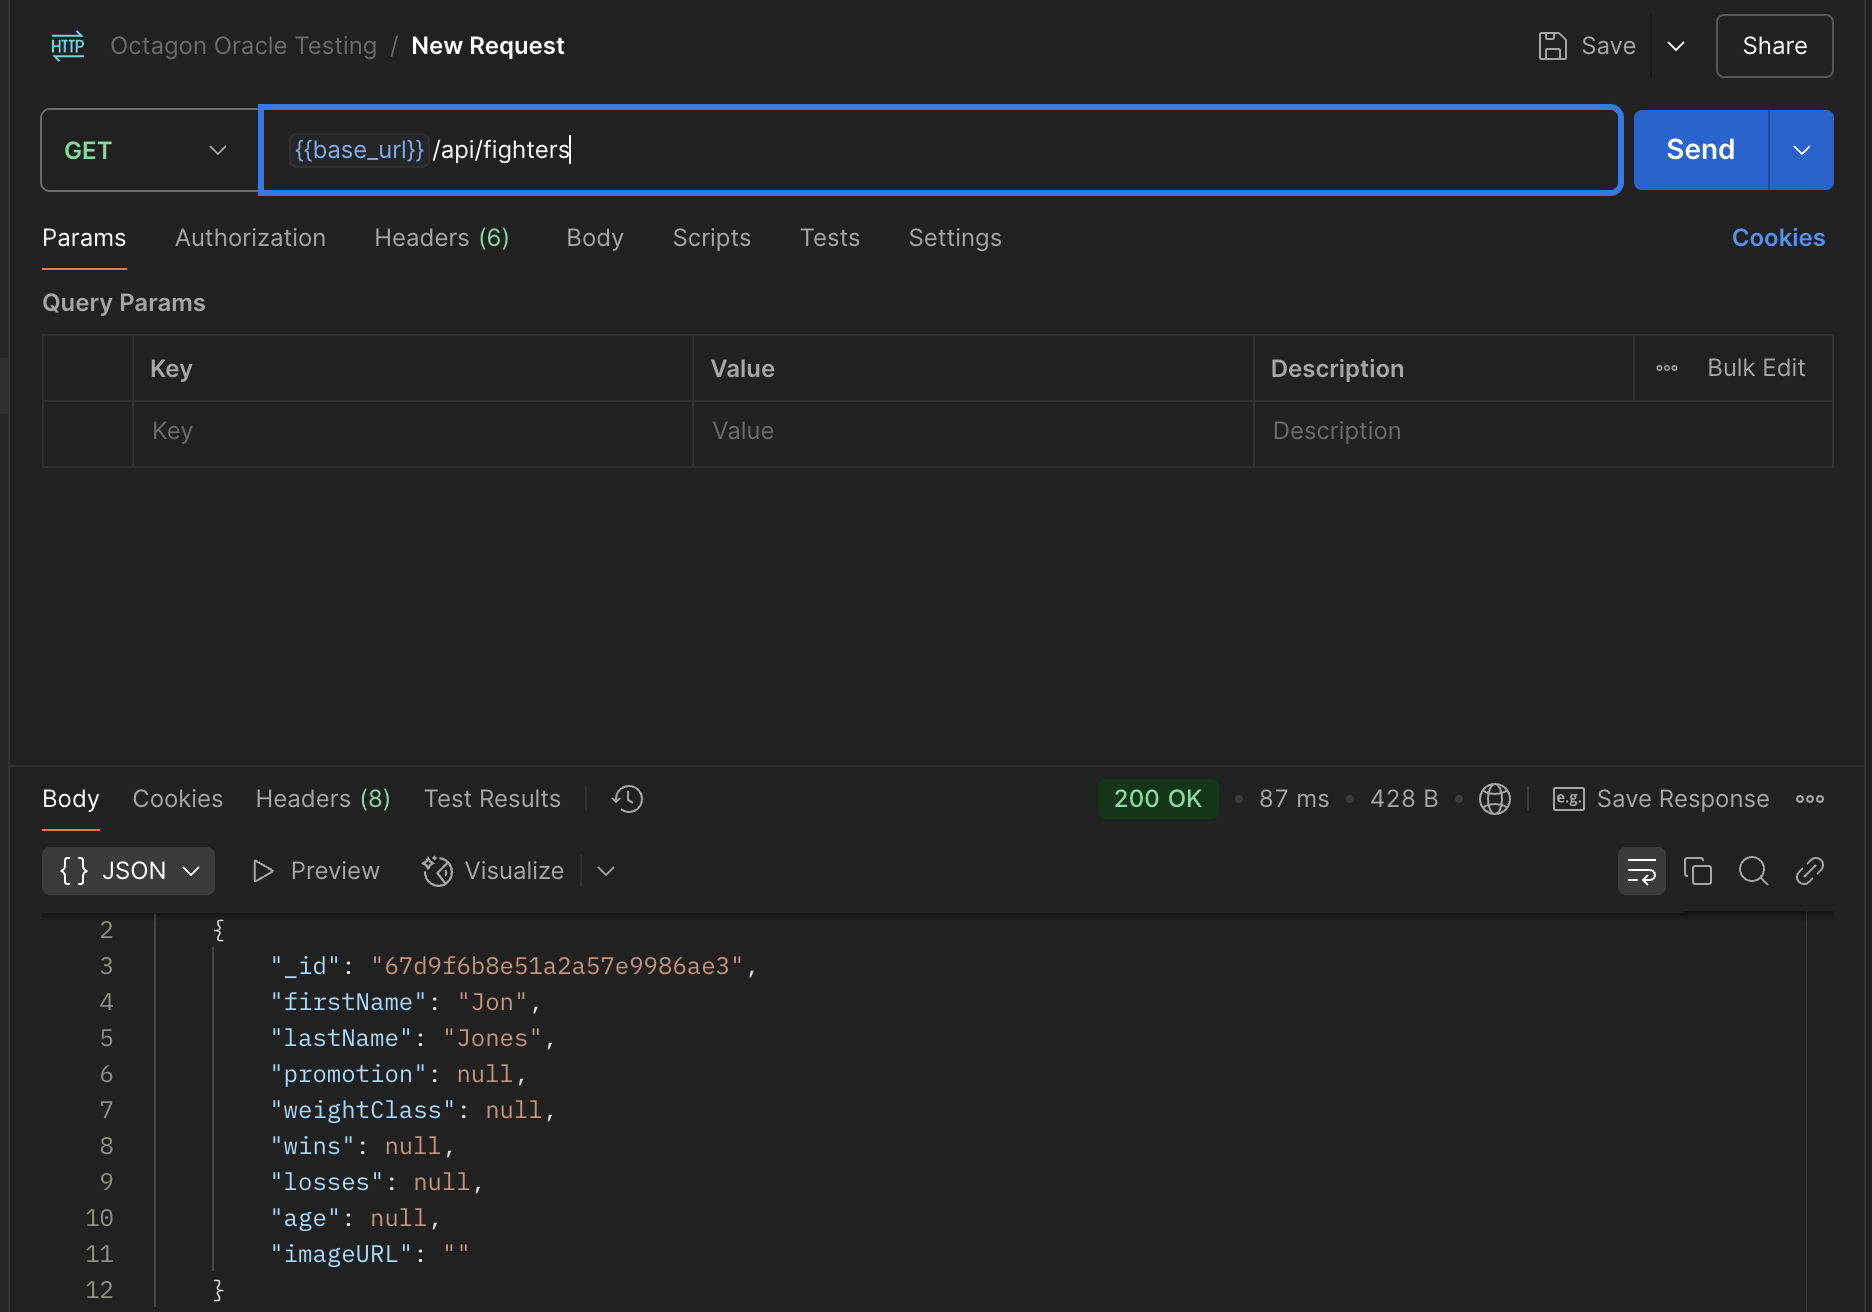 HTTP Octagon Oracle Testing / New Request Save Share
GET {{base_url}}/api/fighters Send
Params Authorization Headers (6) Body Scripts Tests Settings Cookies
Query Params
Key Value Description Bulk Edit
Key Value Description
Body Cookies Headers (8) Test Results 200 OK • 87 ms • 428 B • e.g. Save Response
{} JSON Preview Visualize
2 {
3 "_id": "67d9f6b8e51a2a57e9986ae3",
4 "firstName": "Jon",
5 "lastName": "Jones",
6 "promotion": null,
7 "weightClass": null,
8 "wins": null,
9 "losses": null,
10 "age": null,
11 "imageURL": ""
12 }